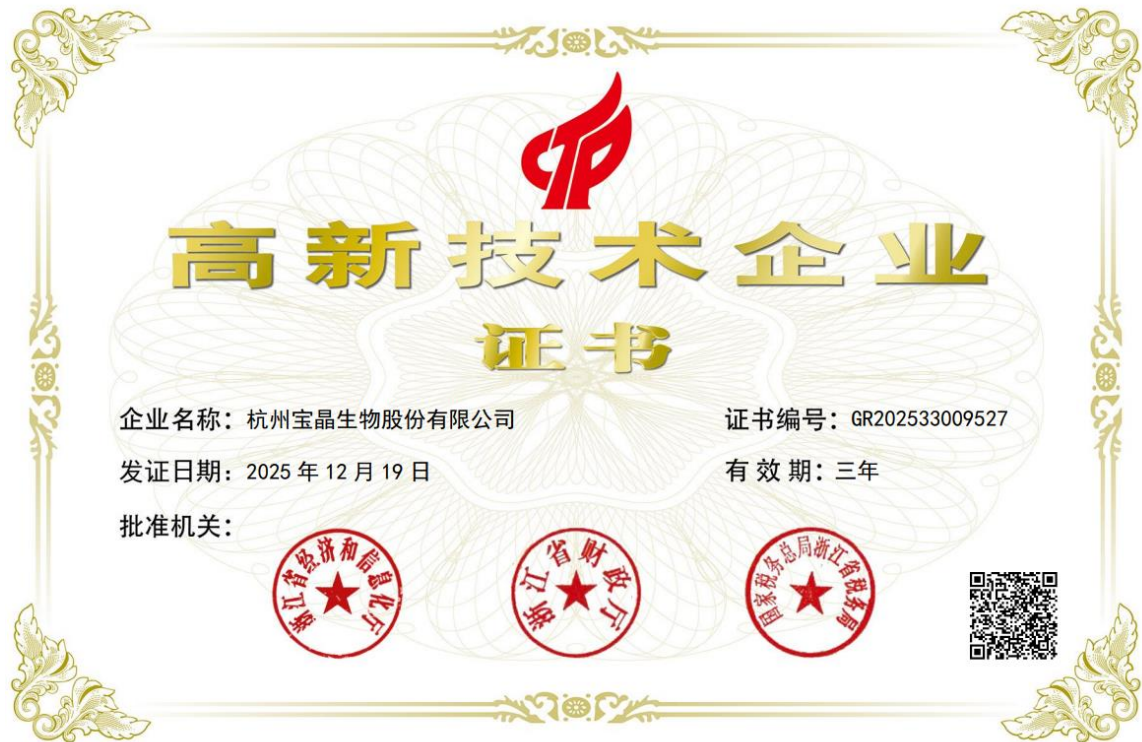 高新技术企业
证书
企业名称：杭州宝晶生物股份有限公司
证书编号：GR202533009527
发证日期：2025年12月19日
有效期：三年
批准机关：
浙江省经济和信息化厅
浙江省财政厅
国家税务总局浙江省税务局